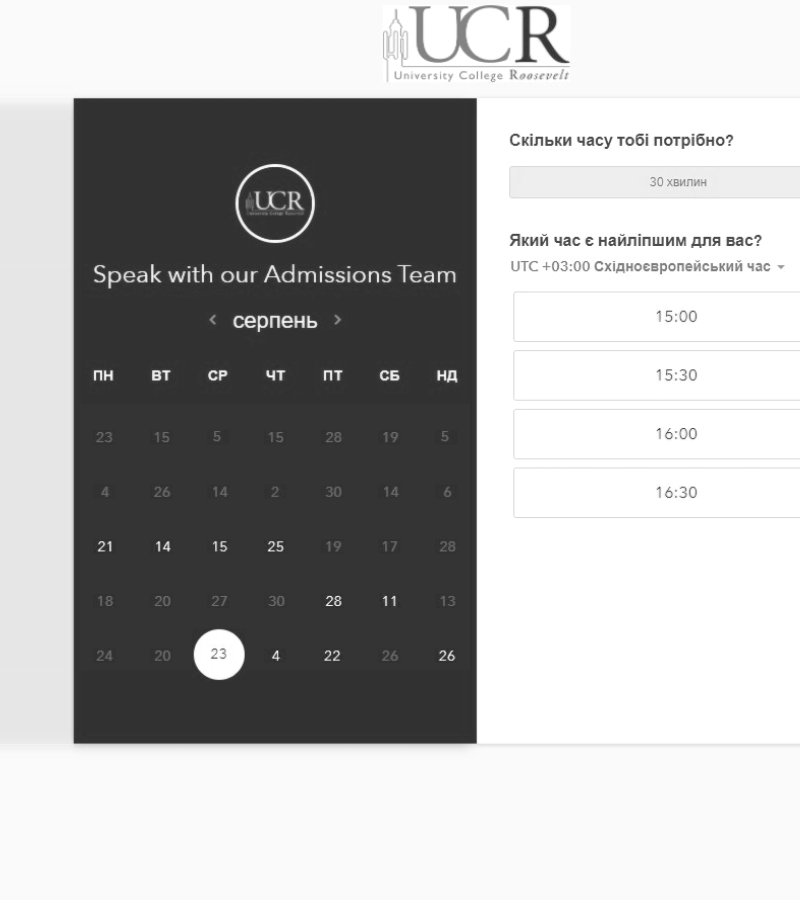 UCR
University College Roosevelt
Скільки часу тобі потрібно?
30 хвилин
UCR
Speak with our Admissions Team
‹ серпень ›
ПН ВТ СР ЧТ ПТ СБ НД
23 15 5 15 28 19 5
4 26 14 2 30 14 6
21 14 15 25 19 17 28
18 20 27 30 28 11 13
24 20 23 4 22 26 26
Який час є найліпшим для вас?
UTC +03:00 Східноєвропейський час
15:00
15:30
16:00
16:30